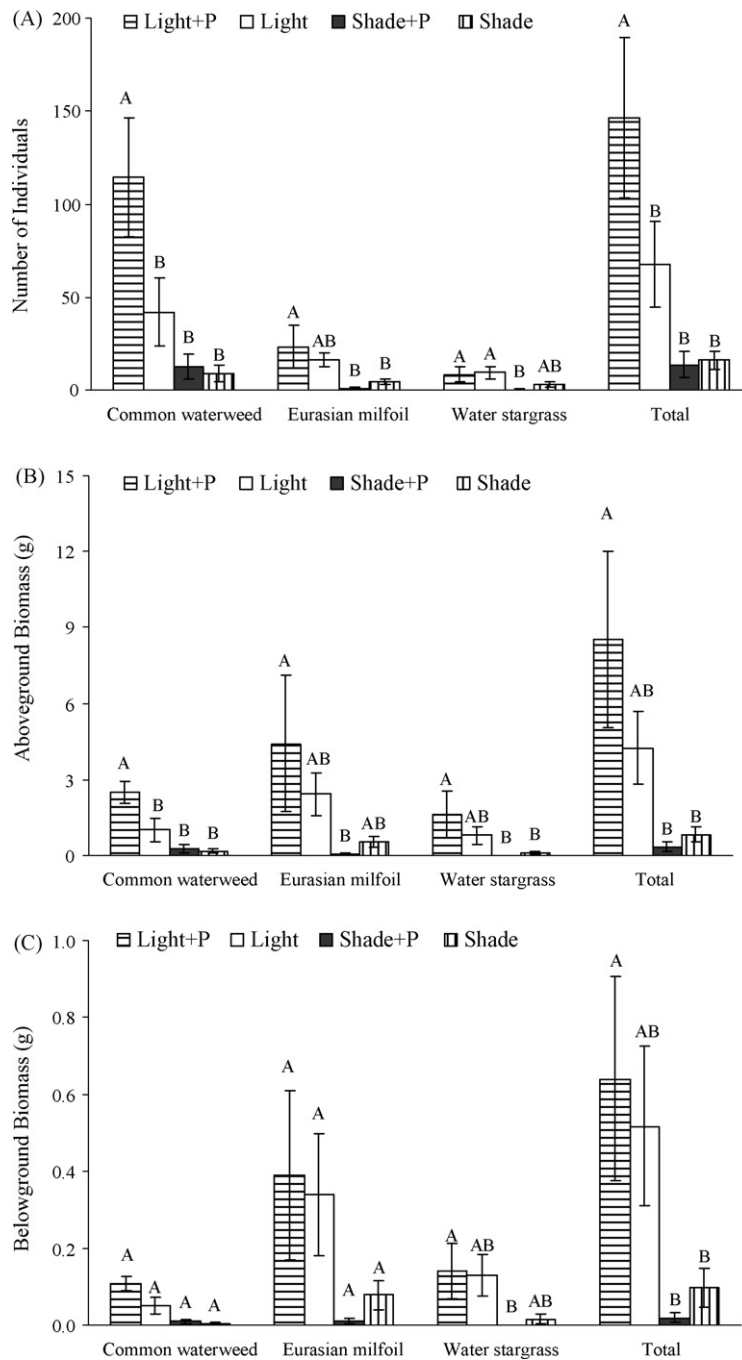 (A)
Light+P Light Shade+P Shade
200
150
100
50
0
Number of Individuals
A B B B
A AB B B
A A B AB
A B B B
Common waterweed Eurasian milfoil Water stargrass Total
(B)
Light+P Light Shade+P Shade
15
12
9
6
3
0
Aboveground Biomass (g)
A B B B
A AB B AB
A AB B B
A AB B B
Common waterweed Eurasian milfoil Water stargrass Total
(C)
Light+P Light Shade+P Shade
1.0
0.8
0.6
0.4
0.2
0.0
Belowground Biomass (g)
A A A A
A A A A
A AB B AB
A AB B B
Common waterweed Eurasian milfoil Water stargrass Total